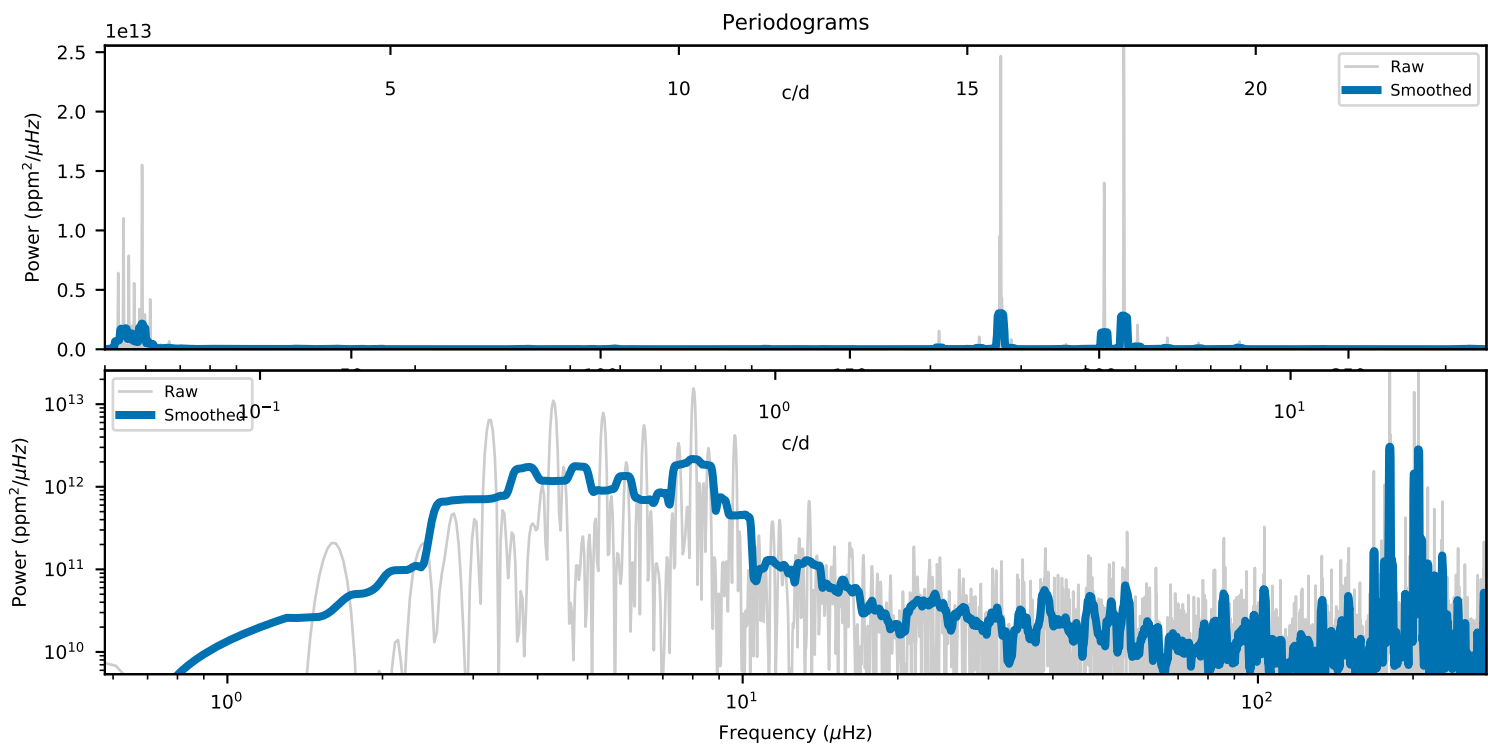 Periodograms
1e13
2.5
2.0
1.5
1.0
0.5
0.0
Power (ppm²/μHz)
5
10
15
20
c/d
Raw
Smoothed
10¹³
10¹²
10¹¹
10¹⁰
Power (ppm²/μHz)
Raw
Smoothed
10⁻¹
10⁰
10¹
c/d
10⁰
10¹
10²
Frequency (μHz)